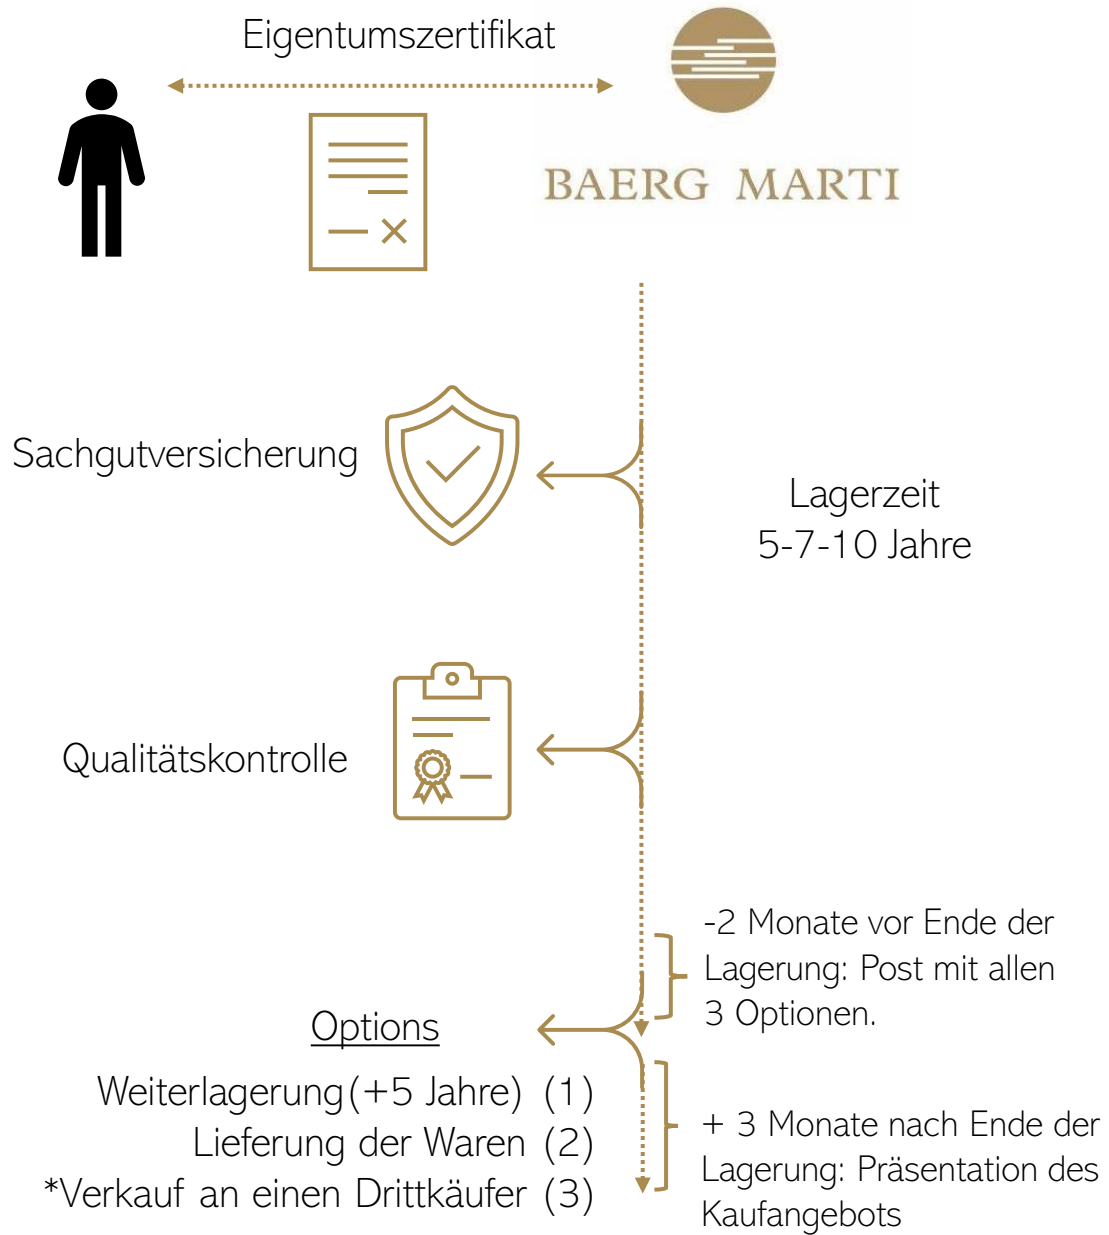 Eigentumszertifikat
BAERG MARTI
Sachgutversicherung
Lagerzeit
5-7-10 Jahre
Qualitätskontrolle
-2 Monate vor Ende der
Lagerung: Post mit allen
3 Optionen.
Options
Weiterlagerung(+5 Jahre) (1)
Lieferung der Waren (2)
*Verkauf an einen Drittkäufer (3)
+ 3 Monate nach Ende der
Lagerung: Präsentation des
Kaufangebots